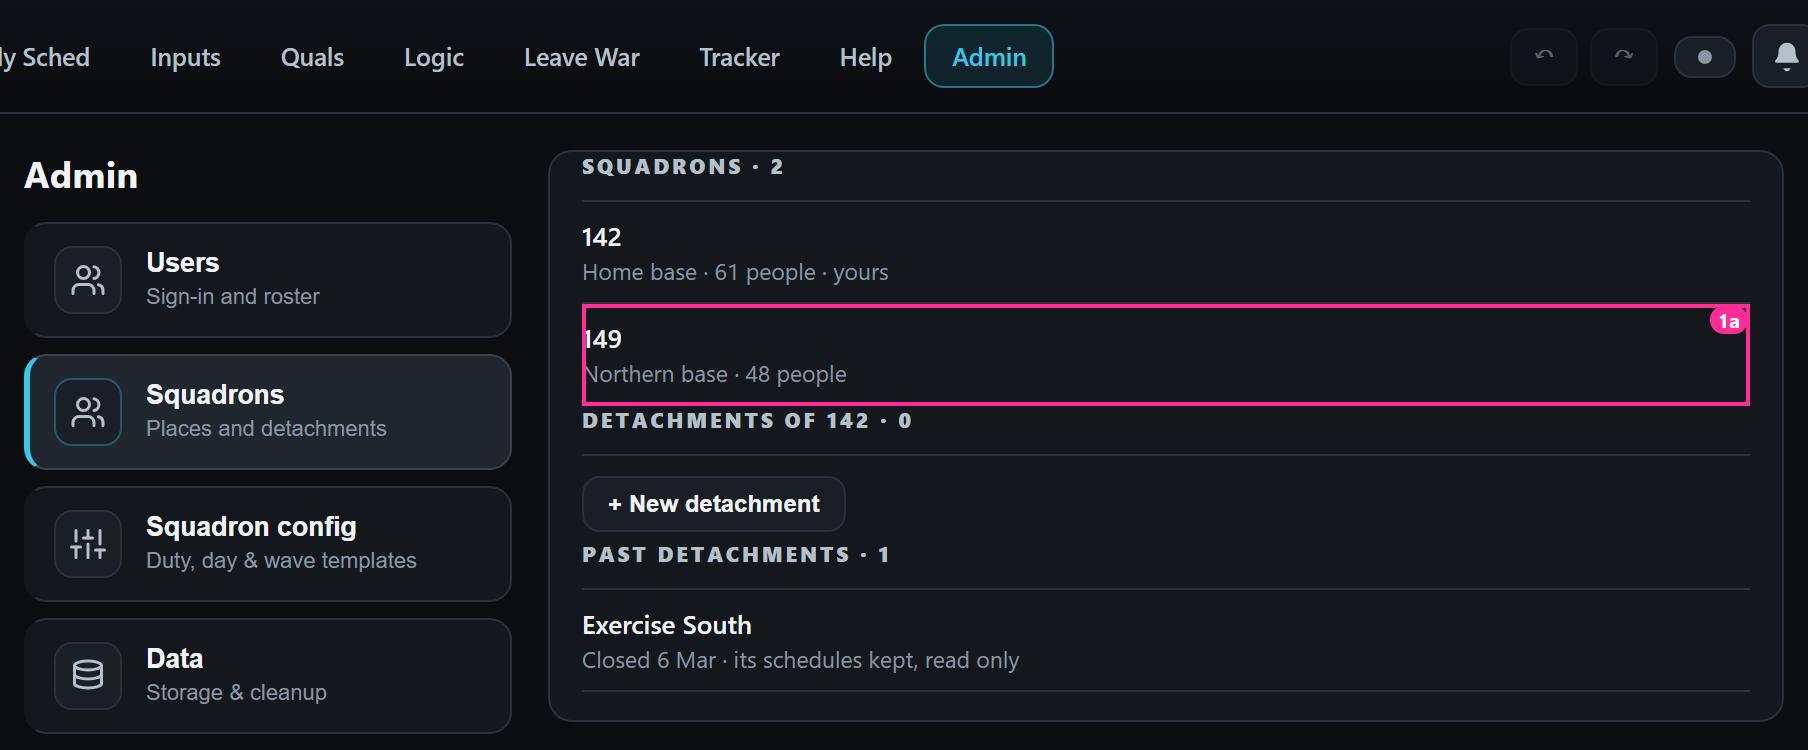 ly Sched
Inputs
Quals
Logic
Leave War
Tracker
Help
Admin
Admin
Users
Sign-in and roster
Squadrons
Places and detachments
Squadron config
Duty, day & wave templates
Data
Storage & cleanup
SQUADRONS · 2
142
Home base · 61 people · yours
1a
149
Northern base · 48 people
DETACHMENTS OF 142 · 0
+ New detachment
PAST DETACHMENTS · 1
Exercise South
Closed 6 Mar · its schedules kept, read only